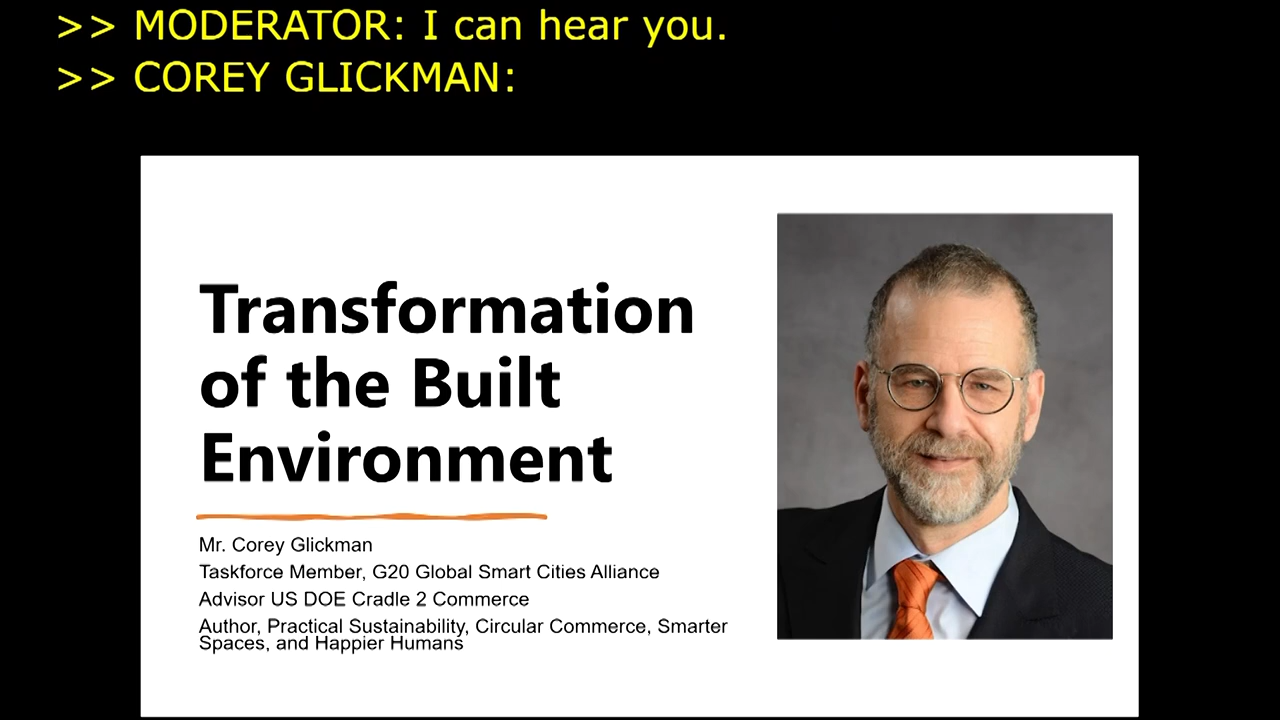 >> MODERATOR: I can hear you.
>> COREY GLICKMAN:
Transformation
of the Built
Environment
Mr. Corey Glickman
Taskforce Member, G20 Global Smart Cities Alliance
Advisor US DOE Cradle 2 Commerce
Author, Practical Sustainability, Circular Commerce, Smarter
Spaces, and Happier Humans